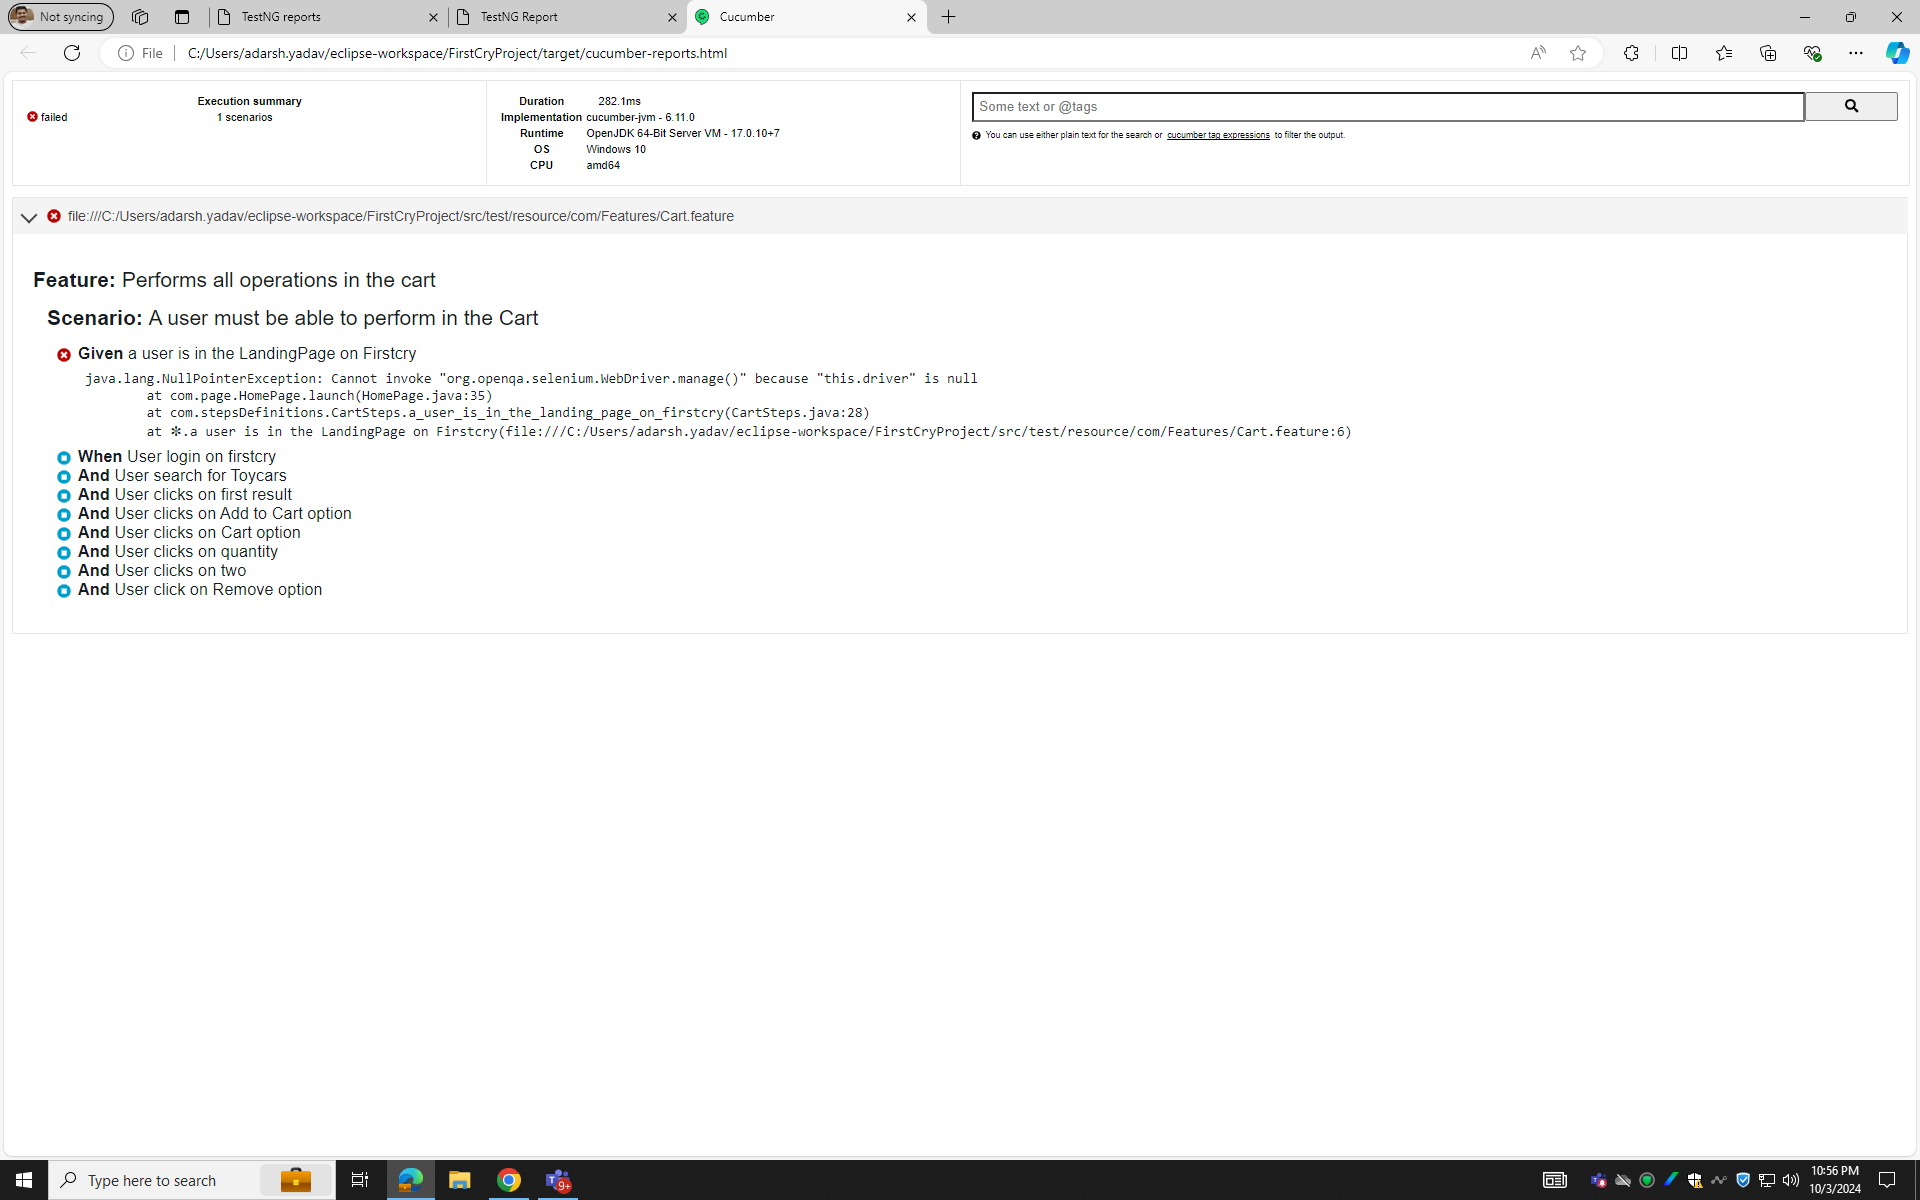 Not syncing
TestNG reports
TestNG Report
Cucumber
File
C:/Users/adarsh.yadav/eclipse-workspace/FirstCryProject/target/cucumber-reports.html
failed
Execution summary
1 scenarios
Duration 282.1ms
Implementation cucumber-jvm - 6.11.0
Runtime OpenJDK 64-Bit Server VM - 17.0.10+7
OS Windows 10
CPU amd64
Some text or @tags
You can use either plain text for the search or cucumber tag expressions to filter the output.
file:///C:/Users/adarsh.yadav/eclipse-workspace/FirstCryProject/src/test/resource/com/Features/Cart.feature
Feature: Performs all operations in the cart
Scenario: A user must be able to perform in the Cart
Given a user is in the LandingPage on Firstcry
java.lang.NullPointerException: Cannot invoke "org.openqa.selenium.WebDriver.manage()" because "this.driver" is null
at com.page.HomePage.launch(HomePage.java:35)
at com.stepsDefinitions.CartSteps.a_user_is_in_the_landing_page_on_firstcry(CartSteps.java:28)
at ✽.a user is in the LandingPage on Firstcry(file:///C:/Users/adarsh.yadav/eclipse-workspace/FirstCryProject/src/test/resource/com/Features/Cart.feature:6)
When User login on firstcry
And User search for Toycars
And User clicks on first result
And User clicks on Add to Cart option
And User clicks on Cart option
And User clicks on quantity
And User clicks on two
And User click on Remove option
Type here to search
9+
10:56 PM
10/3/2024